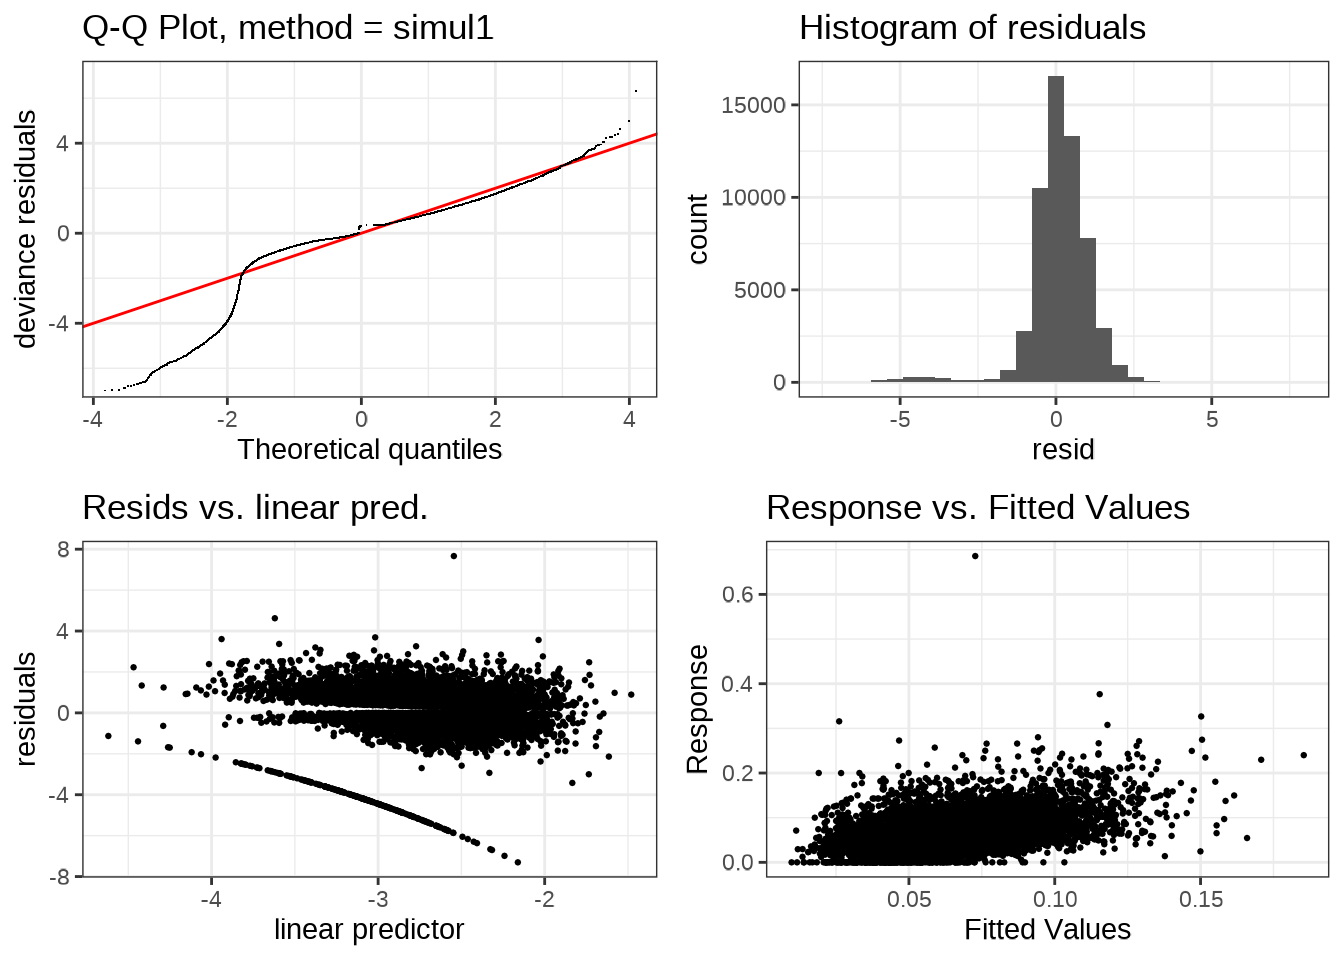 Q-Q Plot, method = simul1
deviance residuals
4
0
-4
-4
-2
0
2
4
Theoretical quantiles
Histogram of residuals
count
15000
10000
5000
0
-5
0
5
resid
Resids vs. linear pred.
residuals
8
4
0
-4
-8
-4
-3
-2
linear predictor
Response vs. Fitted Values
Response
0.6
0.4
0.2
0.0
0.05
0.10
0.15
Fitted Values